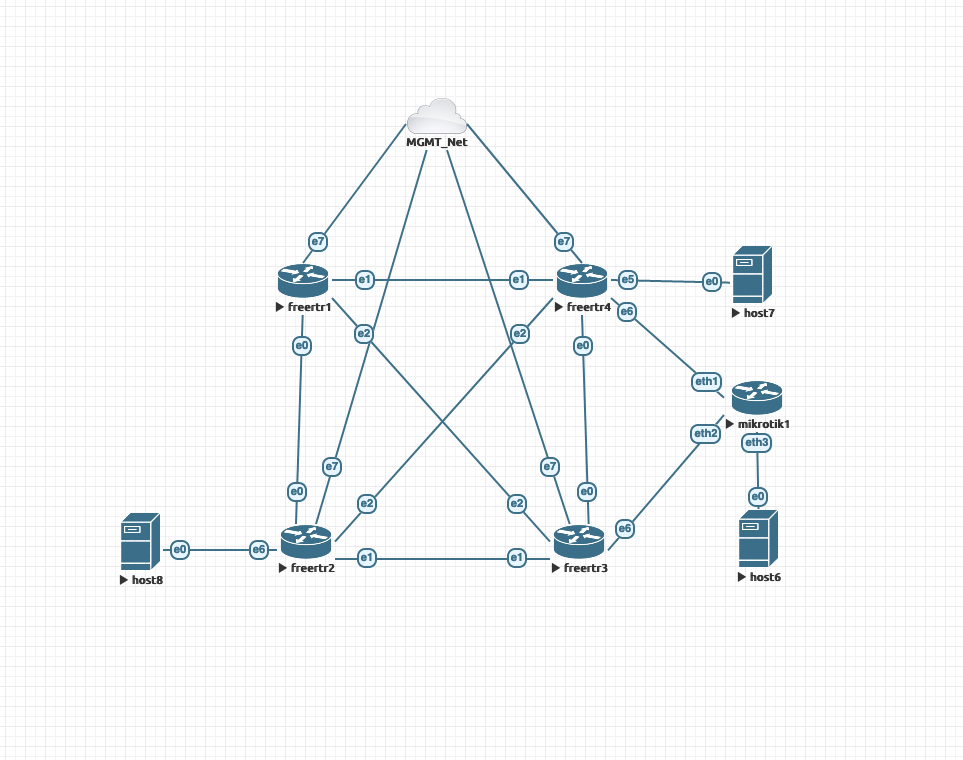 MGMT_Net
e7
e7
freertr1
e1
e1
freertr4
e5
e0
host7
e6
e0
e2
e2
e0
eth1
mikrotik1
eth2
eth3
e7
e7
e0
e2
e2
e0
e0
e6
host8
e0
e6
freertr2
e1
e1
freertr3
host6